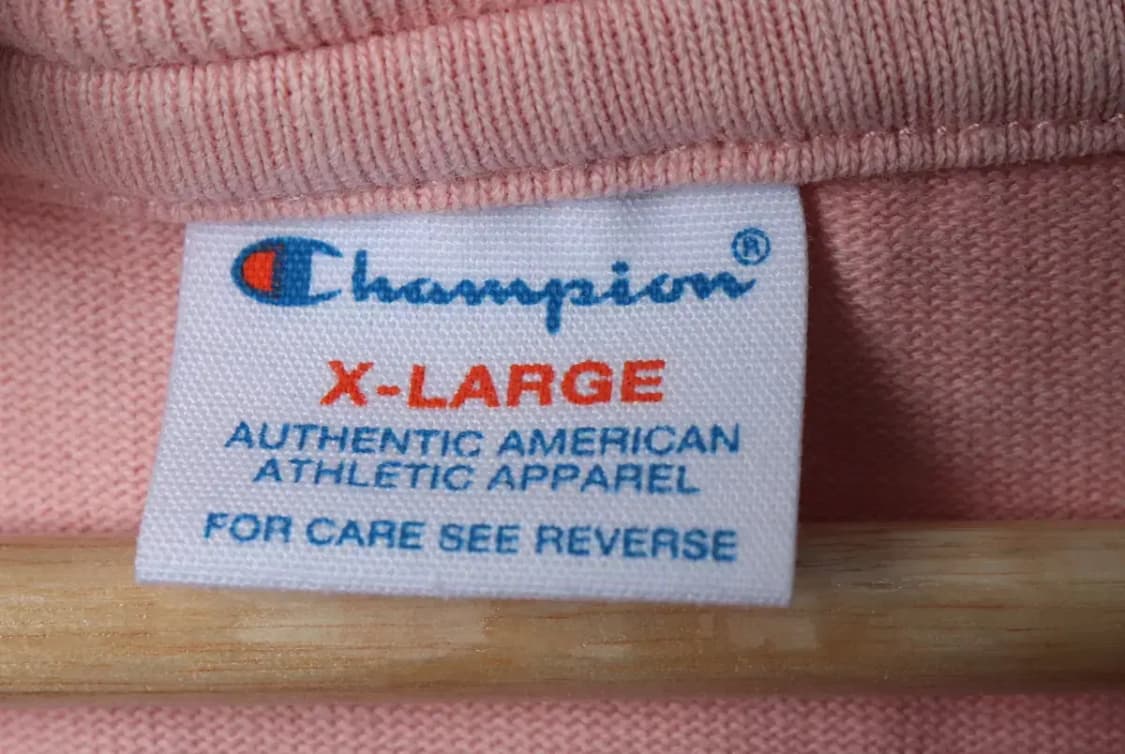 Champion®
X-LARGE
AUTHENTIC AMERICAN
ATHLETIC APPAREL
FOR CARE SEE REVERSE